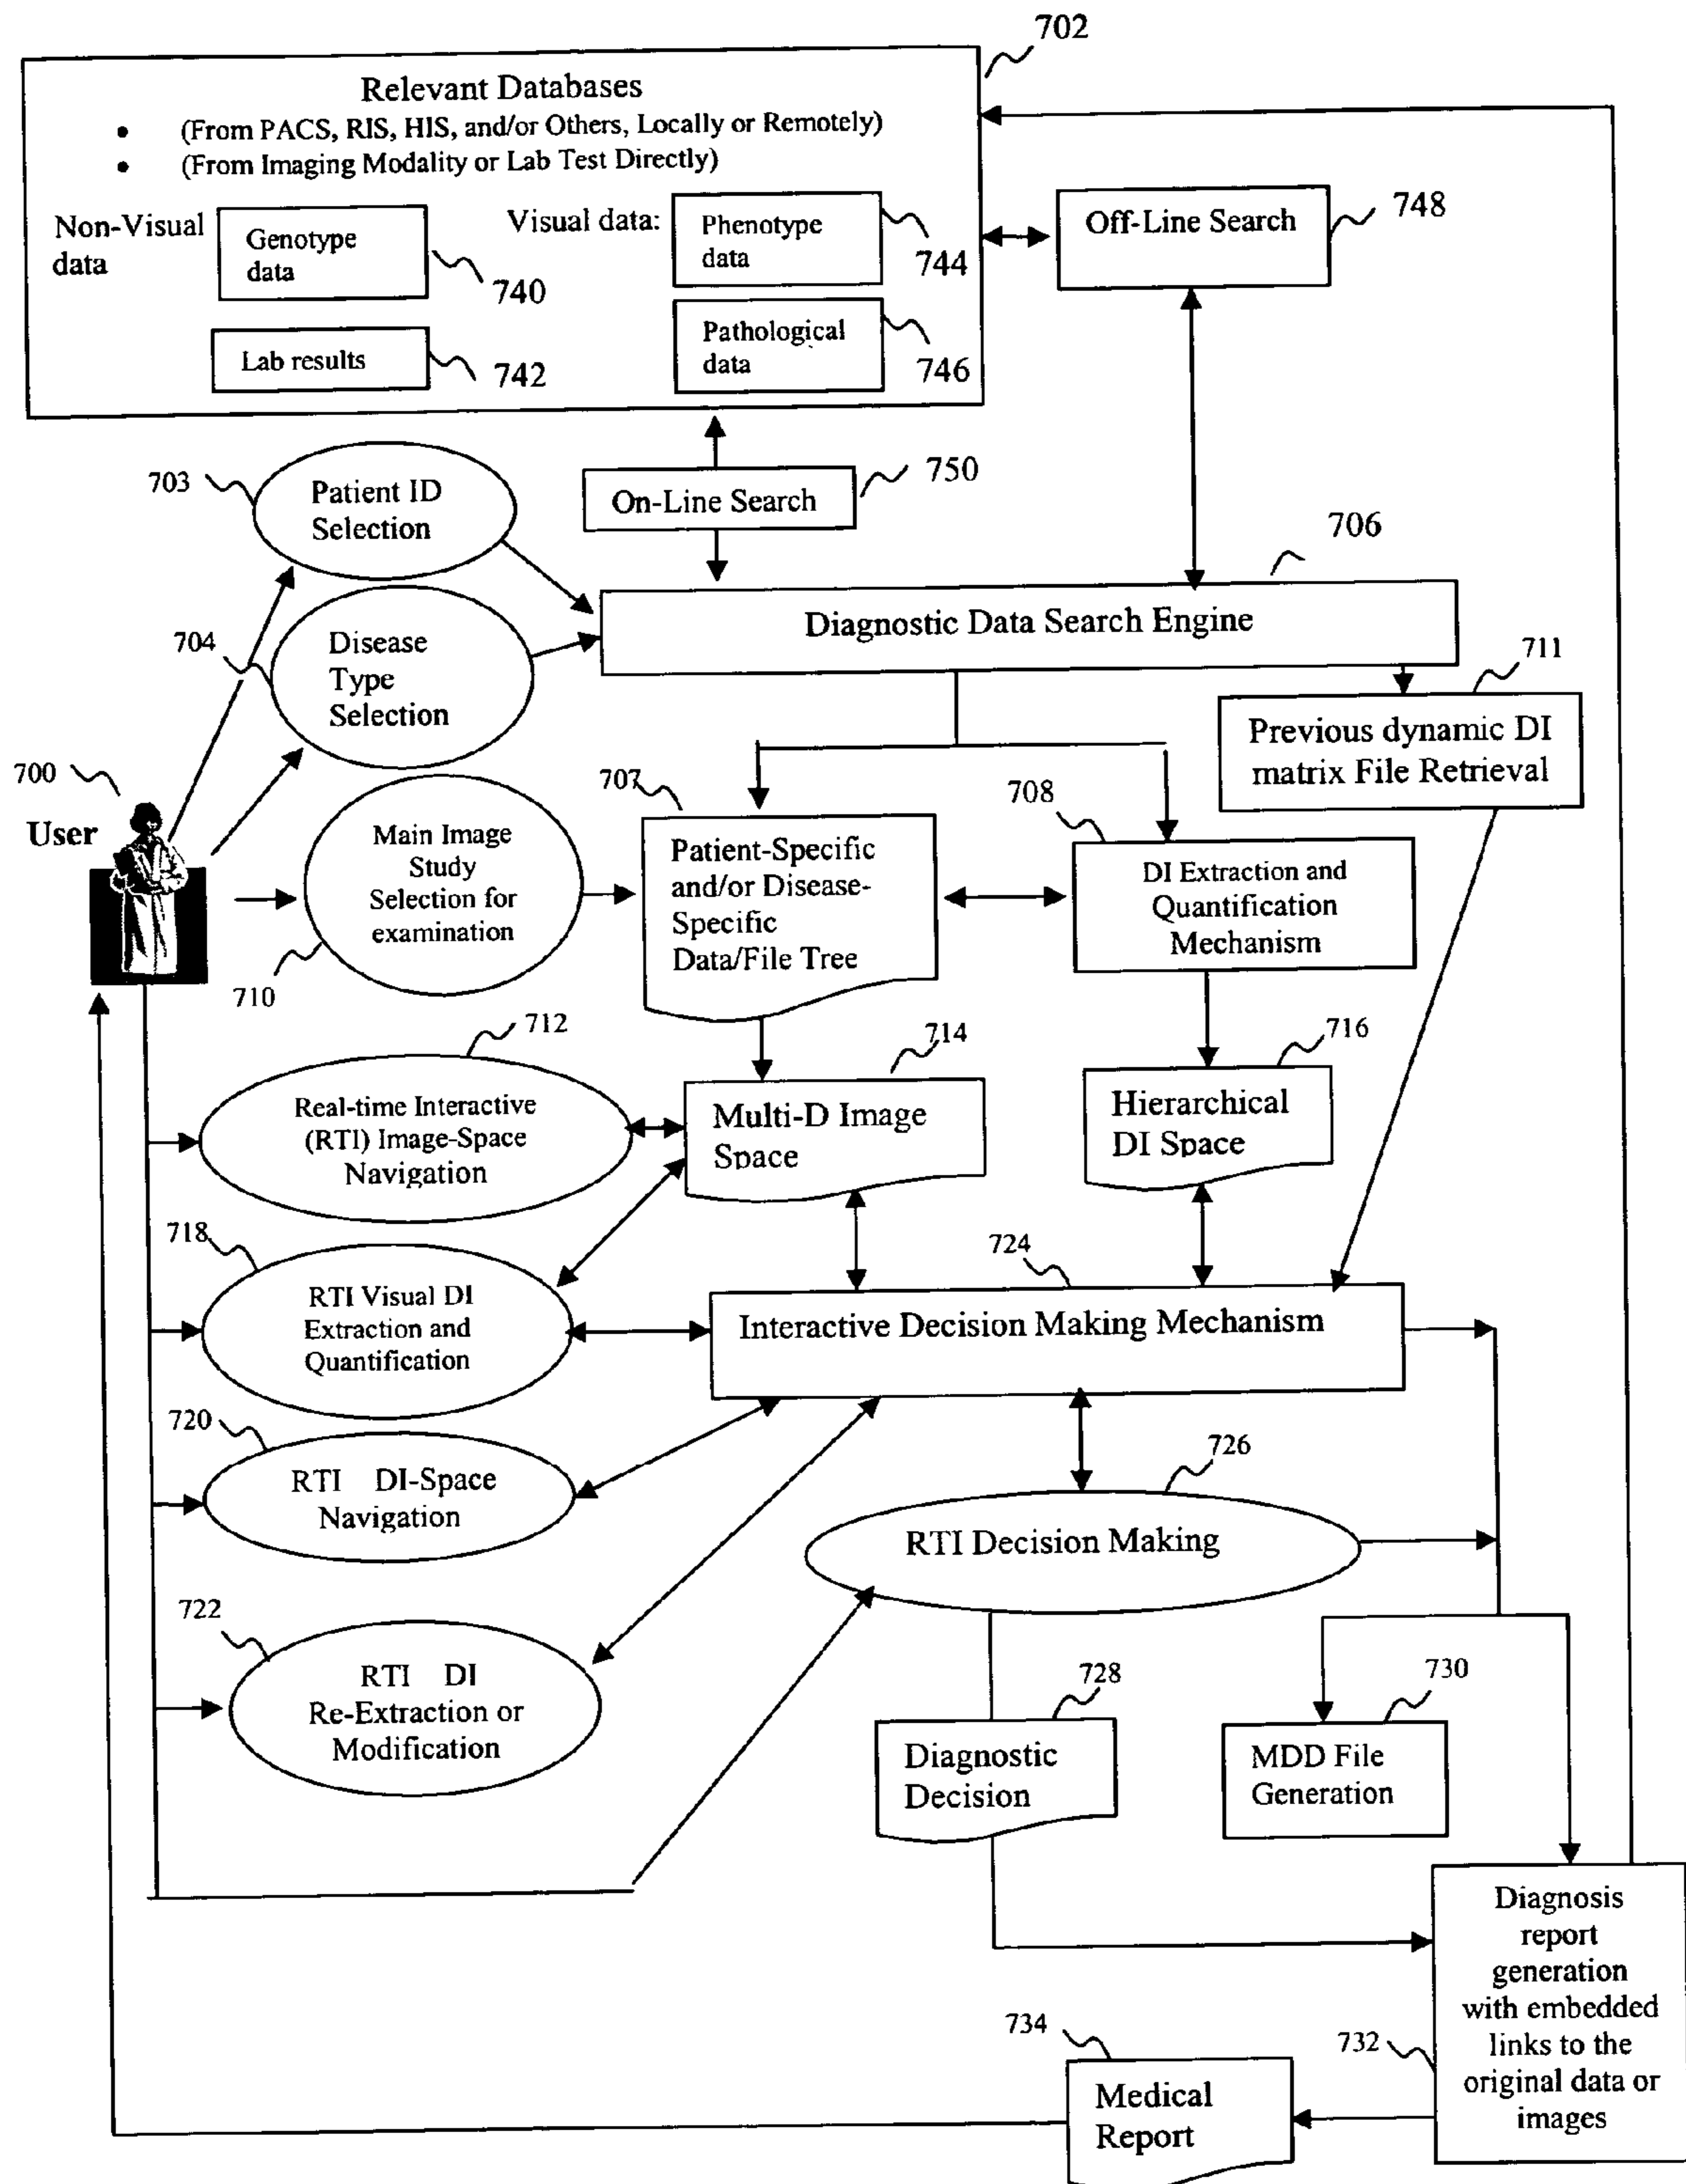 702
Relevant Databases
• (From PACS, RIS, HIS, and/or Others, Locally or Remotely)
• (From Imaging Modality or Lab Test Directly)
Non-Visual
data
Genotype
data
740
Visual data:
Phenotype
data
744
Lab results
742
Pathological
data
746
Off-Line Search
748
703
Patient ID
Selection
On-Line Search
750
706
Diagnostic Data Search Engine
704
Disease
Type
Selection
711
Previous dynamic DI
matrix File Retrieval
700
User
Main Image
Study
Selection for
examination
710
707
Patient-Specific
and/or Disease-
Specific
Data/File Tree
708
DI Extraction and
Quantification
Mechanism
712
Real-time Interactive
(RTI) Image-Space
Navigation
714
Multi-D Image
Space
716
Hierarchical
DI Space
718
RTI Visual DI
Extraction and
Quantification
724
Interactive Decision Making Mechanism
720
RTI DI-Space
Navigation
726
RTI Decision Making
722
RTI DI
Re-Extraction or
Modification
728
Diagnostic
Decision
730
MDD File
Generation
Diagnosis
report
generation
with embedded
links to the
original data or
images
732
734
Medical
Report